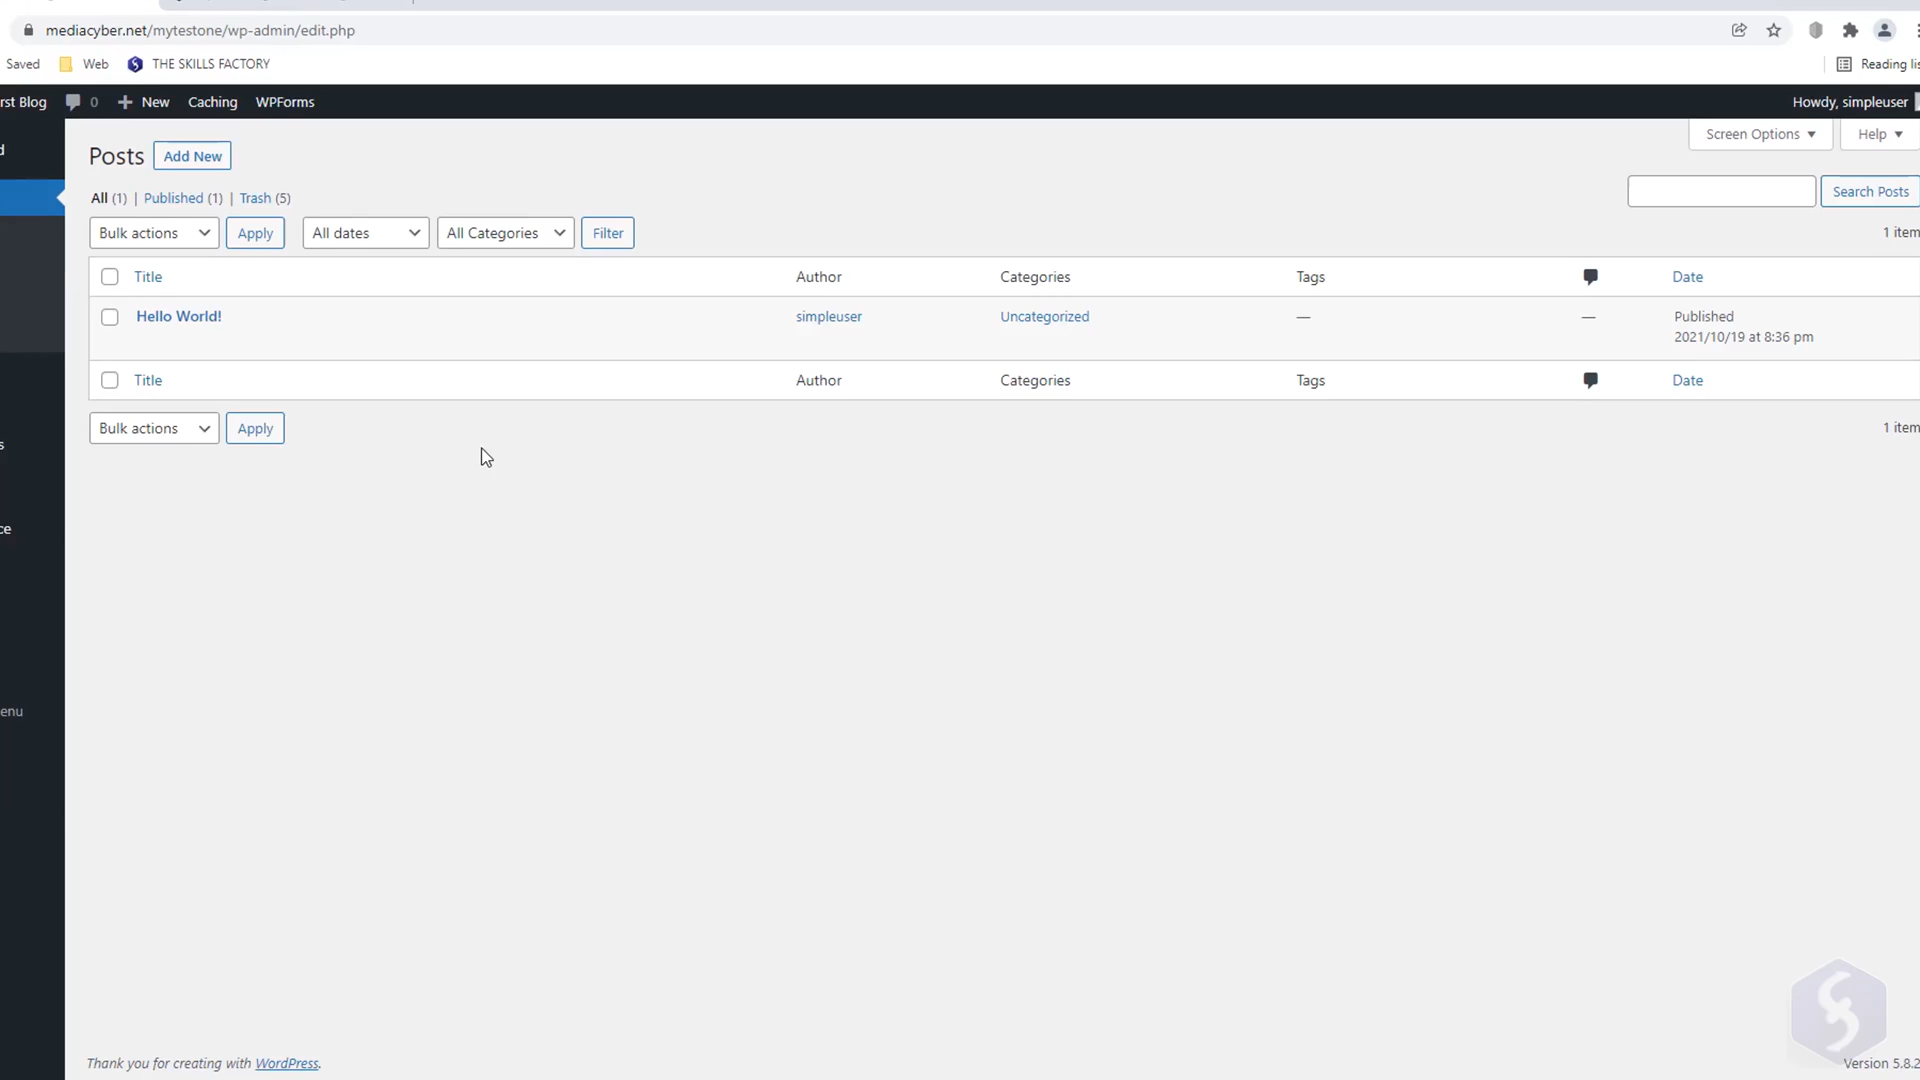 mediacyber.net/mytestone/wp-admin/edit.php
Saved Web THE SKILLS FACTORY Reading lis
rst Blog 0 New Caching WPForms Howdy, simpleuser
d
Screen Options Help
Posts Add New
All (1) | Published (1) | Trash (5)
Search Posts
Bulk actions Apply All dates All Categories Filter 1 item
Title Author Categories Tags Date
Hello World! simpleuser Uncategorized — — Published
2021/10/19 at 8:36 pm
Title Author Categories Tags Date
Bulk actions Apply 1 item
s
ce
enu
Thank you for creating with WordPress. Version 5.8.2